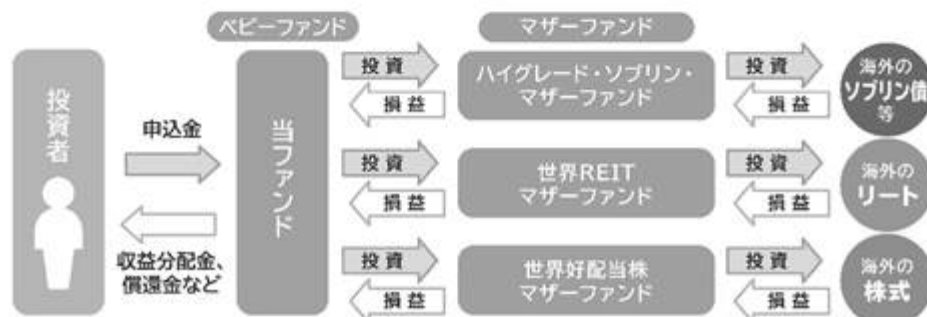 ベビーファンド
マザーファンド
投資者
申込金
収益分配金、
償還金など
当ファンド
投資
損益
ハイグレード・ソブリン・
マザーファンド
投資
損益
海外の
ソブリン債
等
投資
損益
世界REIT
マザーファンド
投資
損益
海外の
リート
投資
損益
世界好配当株
マザーファンド
投資
損益
海外の
株式